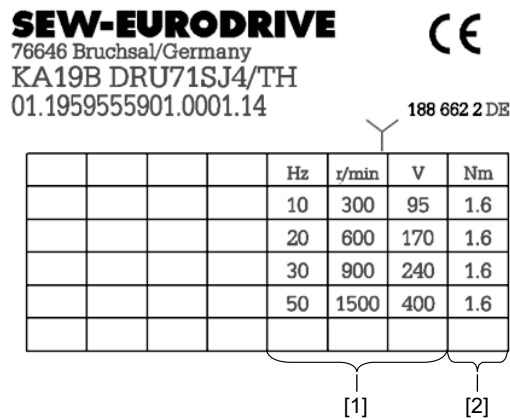 SEW-EURODRIVE
CE
76646 Bruchsal/Germany
KA19B DRU71SJ4/TH
01.1959555901.0001.14
188 662 2 DE
Hz r/min V Nm
10 300 95 1.6
20 600 170 1.6
30 900 240 1.6
50 1500 400 1.6
[1] [2]